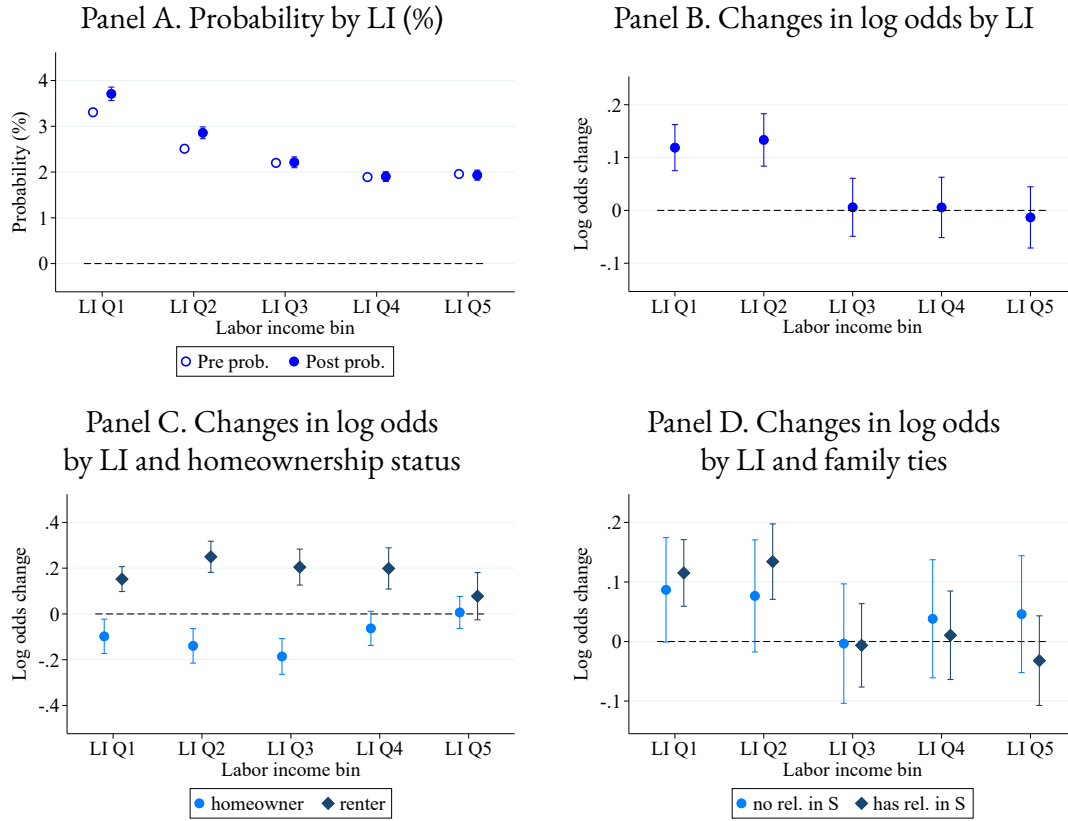 Panel A. Probability by LI (%)
Probability (%)
4
3
2
1
0
LI Q1 LI Q2 LI Q3 LI Q4 LI Q5
Labor income bin
Pre prob. Post prob.
Panel B. Changes in log odds by LI
Log odds change
.2
.1
0
-.1
LI Q1 LI Q2 LI Q3 LI Q4 LI Q5
Labor income bin
Panel C. Changes in log odds
by LI and homeownership status
Log odds change
.4
.2
0
-.2
-.4
LI Q1 LI Q2 LI Q3 LI Q4 LI Q5
Labor income bin
homeowner renter
Panel D. Changes in log odds
by LI and family ties
Log odds change
.2
.1
0
-.1
LI Q1 LI Q2 LI Q3 LI Q4 LI Q5
Labor income bin
no rel. in S has rel. in S